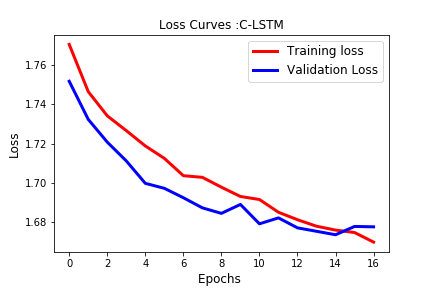 Loss Curves :C-LSTM
Training loss
Validation Loss
1.76
1.74
1.72
1.70
1.68
Loss
0 2 4 6 8 10 12 14 16
Epochs